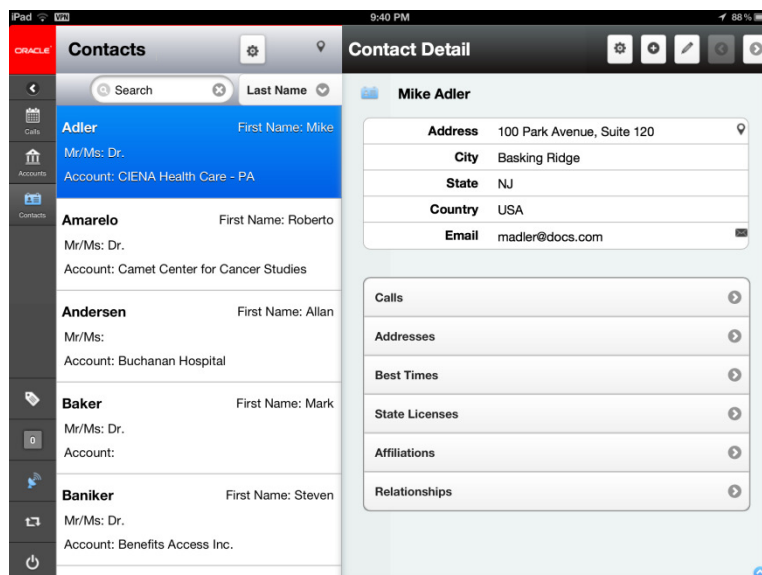 iPad VPN 9:40 PM 88%
ORACLE
Contacts
Search
Last Name
Calls
Accounts
Contacts
0
Adler First Name: Mike
Mr/Ms: Dr.
Account: CIENA Health Care - PA
Amarelo First Name: Roberto
Mr/Ms: Dr.
Account: Camet Center for Cancer Studies
Andersen First Name: Allan
Mr/Ms:
Account: Buchanan Hospital
Baker First Name: Mark
Mr/Ms: Dr.
Account:
Baniker First Name: Steven
Mr/Ms: Dr.
Account: Benefits Access Inc.
Contact Detail
Mike Adler
Address 100 Park Avenue, Suite 120
City Basking Ridge
State NJ
Country USA
Email madler@docs.com
Calls
Addresses
Best Times
State Licenses
Affiliations
Relationships